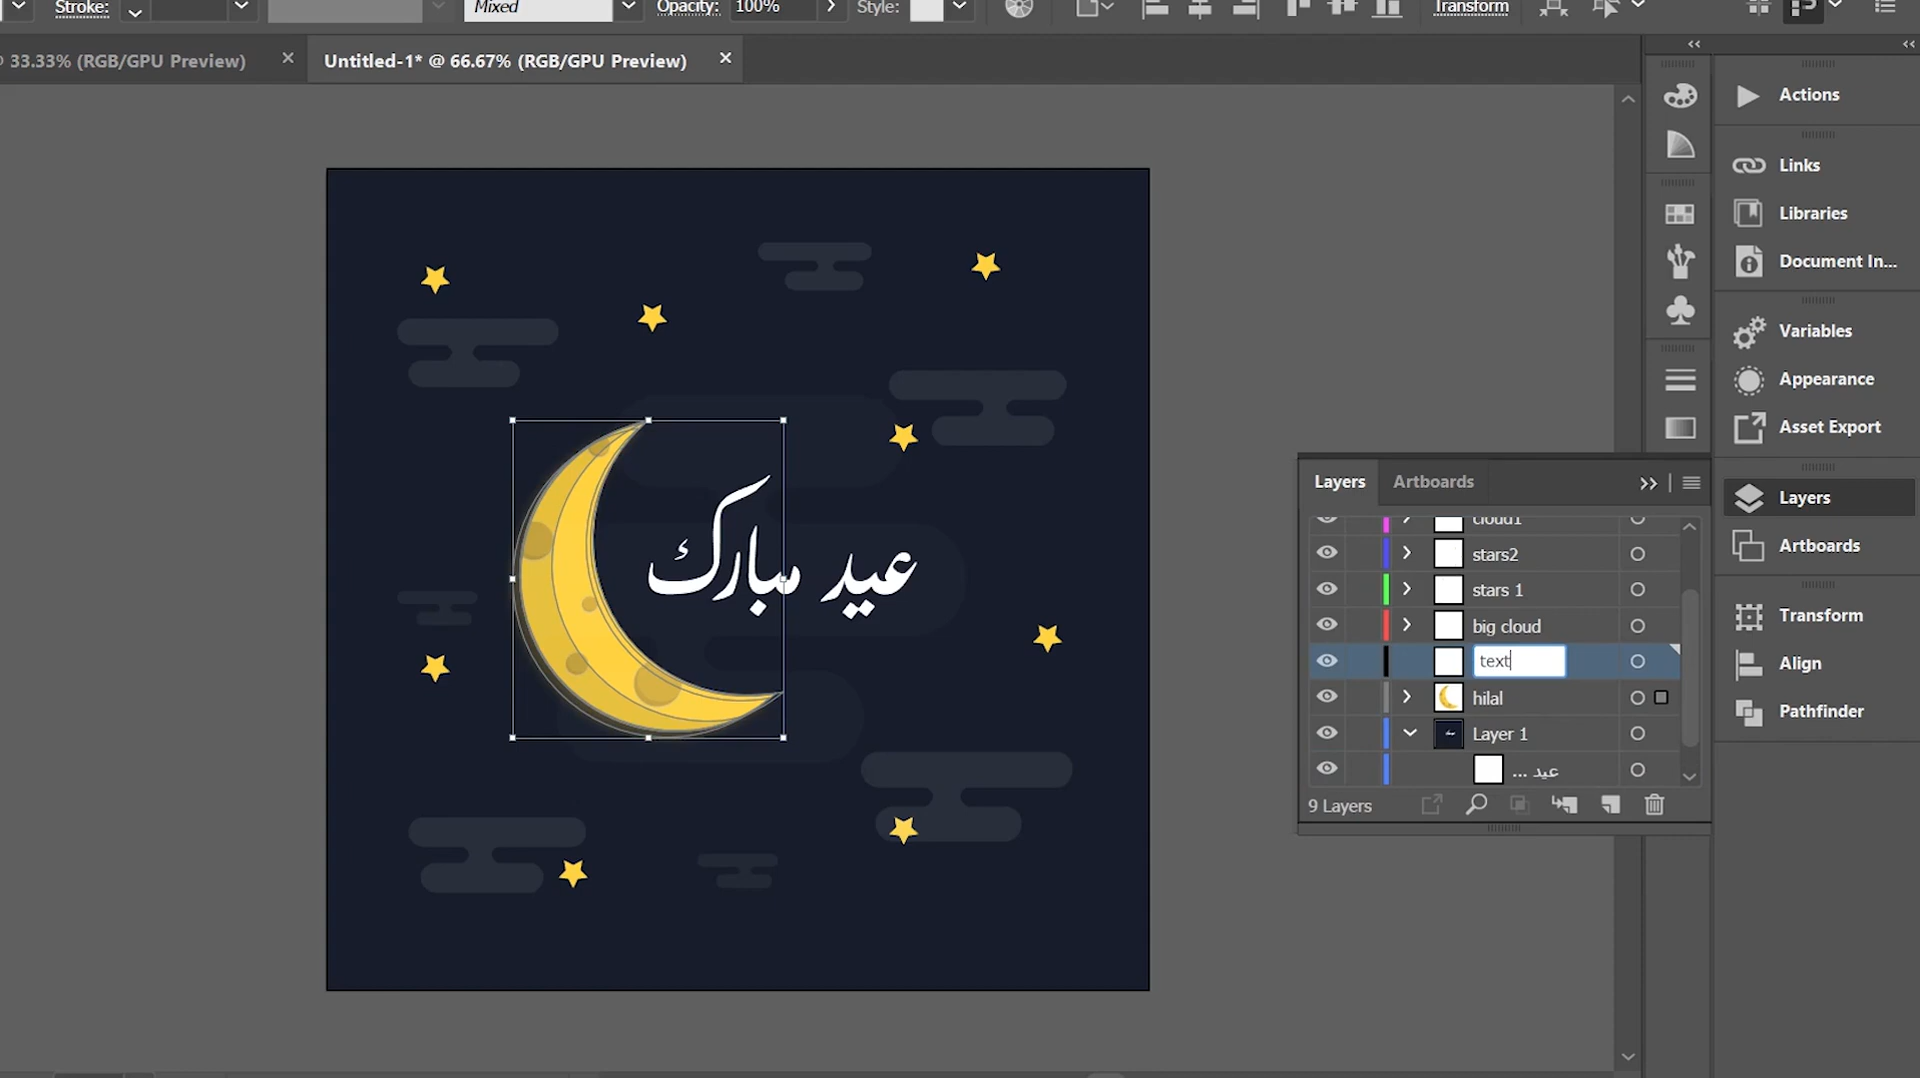 Stroke:
Mixed
Opacity:
100%
Style:
Transform
33.33% (RGB/GPU Preview)
Untitled-1* @ 66.67% (RGB/GPU Preview)
Actions
Links
Libraries
Document In...
Variables
Appearance
Asset Export
Layers
Artboards
Transform
Align
Pathfinder
عيد مبارك
Layers
Artboards
cloud1
stars2
stars 1
big cloud
text
hilal
Layer 1
عيد ...
9 Layers